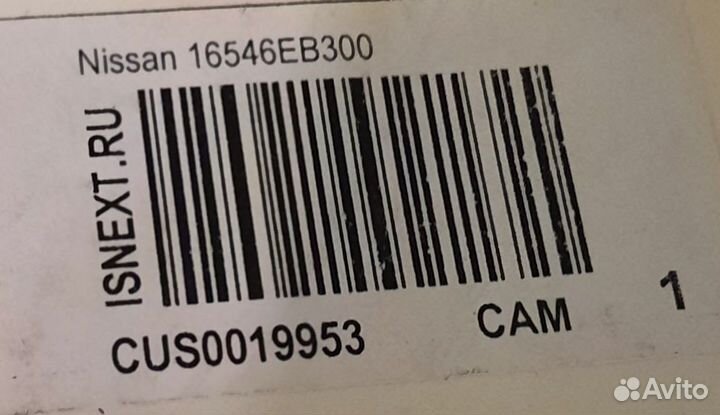 Nissan 16546EB300
ISNEXT.RU
CUS0019953 CAM 1
Avito